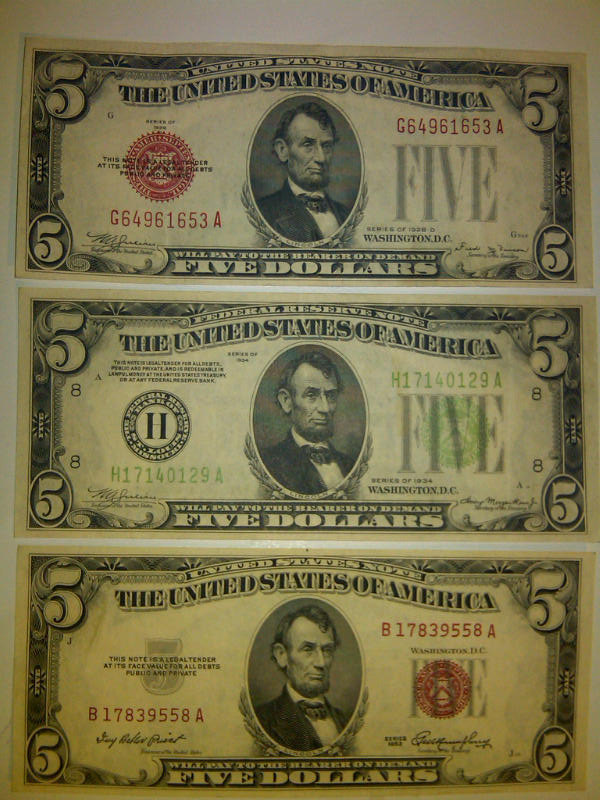 5 UNITED STATES NOTE 5
THE UNITED STATES OF AMERICA
G
SERIES OF
1928
G64961653 A
THIS NOTE IS A LEGAL TENDER
AT ITS FACE VALUE FOR ALL DEBTS
PUBLIC AND PRIVATE
FIVE
G64961653 A
SERIES OF 1928 D
WASHINGTON, D.C.
LINCOLN
5 WILL PAY TO THE BEARER ON DEMAND 5
FIVE DOLLARS
5 FEDERAL RESERVE NOTE 5
THE UNITED STATES OF AMERICA
SERIES OF
1934
THIS NOTE IS LEGAL TENDER FOR ALL DEBTS,
PUBLIC AND PRIVATE, AND IS REDEEMABLE IN
LAWFUL MONEY AT THE UNITED STATES TREASURY,
OR AT ANY FEDERAL RESERVE BANK.
A
H17140129 A
8 8
H
FIVE
8 8
H17140129 A
SERIES OF 1934
WASHINGTON, D.C.
LINCOLN
5 WILL PAY TO THE BEARER ON DEMAND 5
FIVE DOLLARS
5 UNITED STATES NOTE 5
THE UNITED STATES OF AMERICA
B17839558 A
J
WASHINGTON, D.C.
5
THIS NOTE IS A LEGAL TENDER
AT ITS FACE VALUE FOR ALL DEBTS
PUBLIC AND PRIVATE
FIVE
B17839558 A
Ivy Baker Priest
SERIES
LINCOLN
5 WILL PAY TO THE BEARER ON DEMAND 5
FIVE DOLLARS